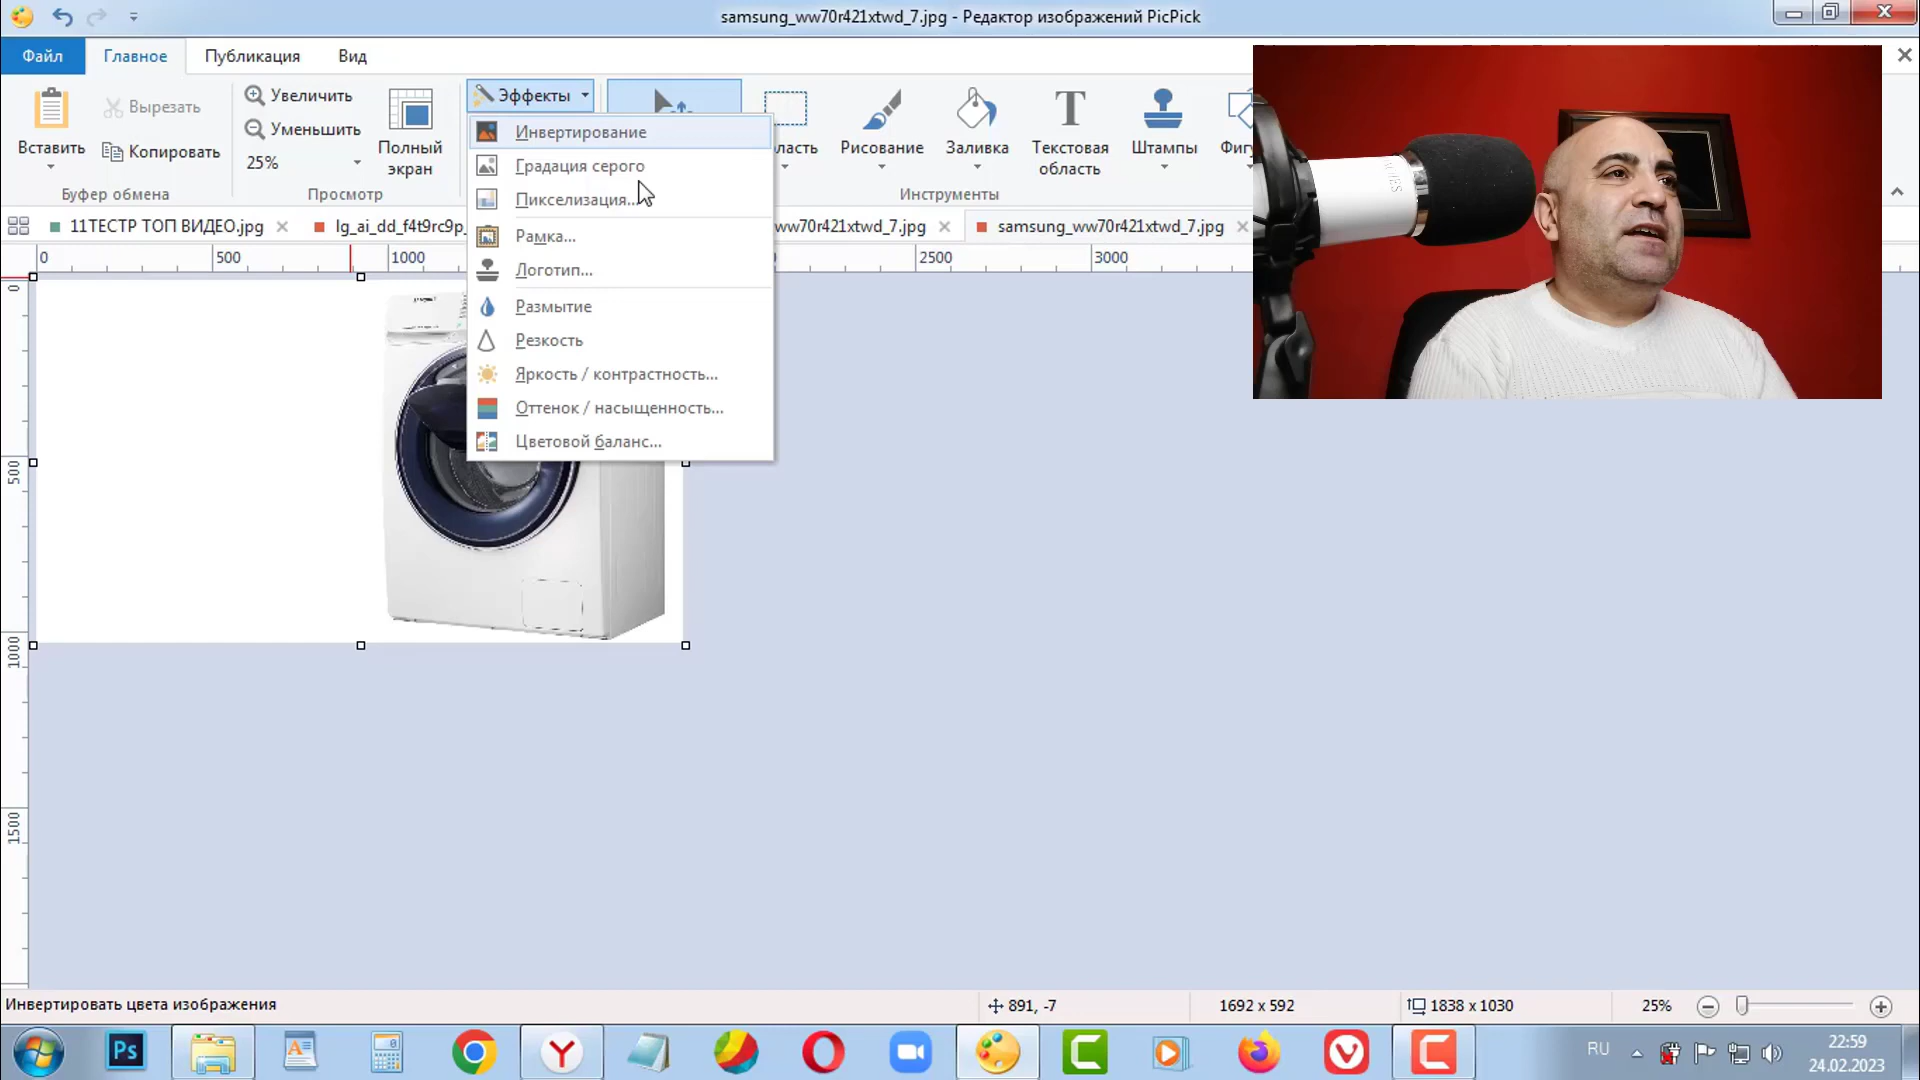 samsung_ww70r421xtwd_7.jpg - Редактор изображений PicPick
Файл
Главное
Публикация
Вид
Вставить
Вырезать
Копировать
Буфер обмена
Увеличить
Уменьшить
25%
Полный
экран
Просмотр
Эффекты
Инвертирование
Градация серого
Пикселизация...
Рамка...
Логотип...
Размытие
Резкость
Яркость / контрастность...
Оттенок / насыщенность...
Цветовой баланс...
ласть
Рисование
Заливка
Текстовая
область
Штампы
Фиг
Инструменты
11ТЕСТР ТОП ВИДЕО.jpg
lg_ai_dd_f4t9rc9p_
ww70r421xtwd_7.jpg
samsung_ww70r421xtwd_7.jpg
0
500
1000
2500
3000
0
500
1000
1500
Инвертировать цвета изображения
891, -7
1692 x 592
1838 x 1030
25%
Ps
RU
22:59
24.02.2023